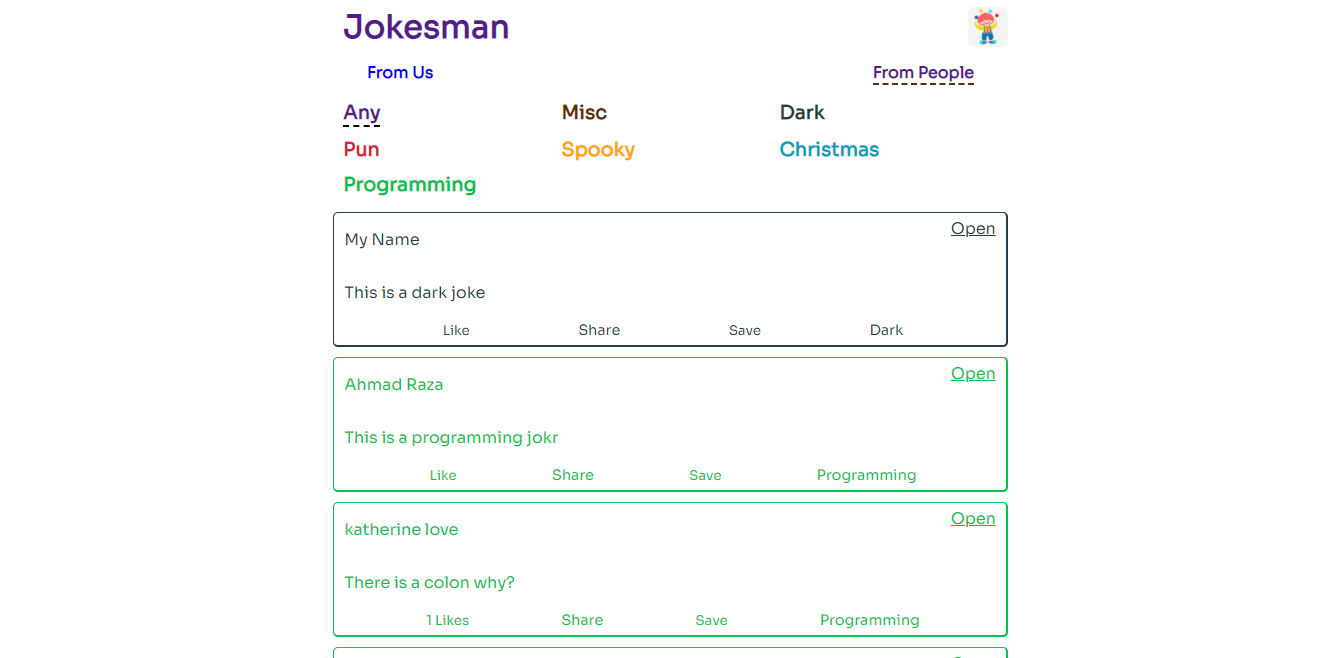 Jokesman
From Us From People
Any Misc Dark
Pun Spooky Christmas
Programming
Open
My Name
This is a dark joke
Like Share Save Dark
Open
Ahmad Raza
This is a programming jokr
Like Share Save Programming
Open
katherine love
There is a colon why?
1 Likes Share Save Programming